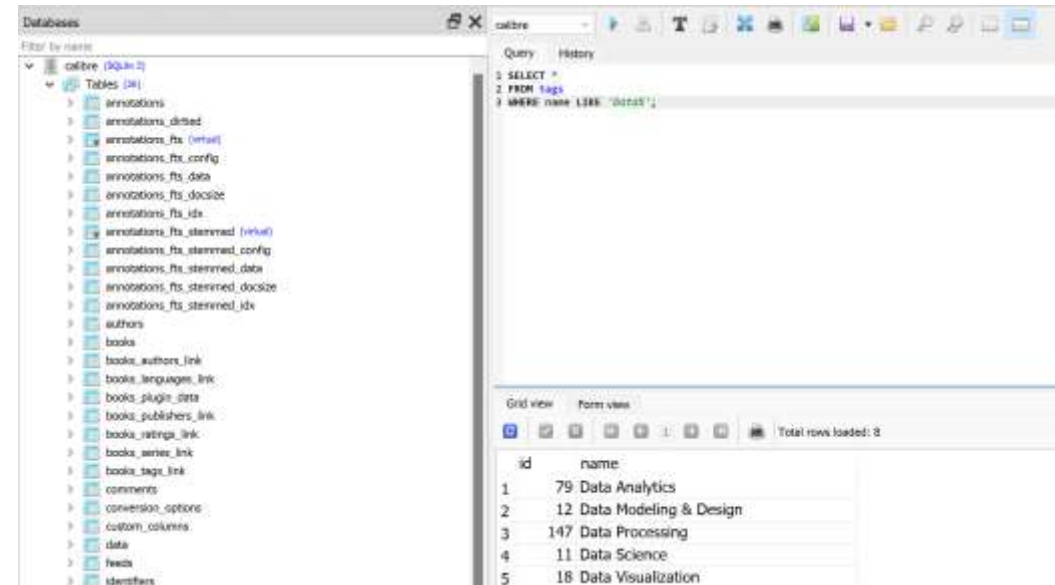 Databases
Filter by name
calibre (SQLite 3)
Tables (36)
annotations
annotations_dirtied
annotations_fts (virtual)
annotations_fts_config
annotations_fts_data
annotations_fts_docsize
annotations_fts_idx
annotations_fts_stemmed (virtual)
annotations_fts_stemmed_config
annotations_fts_stemmed_data
annotations_fts_stemmed_docsize
annotations_fts_stemmed_idx
authors
books
books_authors_link
books_languages_link
books_plugin_data
books_publishers_link
books_ratings_link
books_series_link
books_tags_link
comments
conversion_options
custom_columns
data
feeds
identifiers
calibre
Query History
1 SELECT *
2 FROM tags
3 WHERE name LIKE 'data%';
Grid view Form view
1 Total rows loaded: 8
id name
1 79 Data Analytics
2 12 Data Modeling & Design
3 147 Data Processing
4 11 Data Science
5 18 Data Visualization